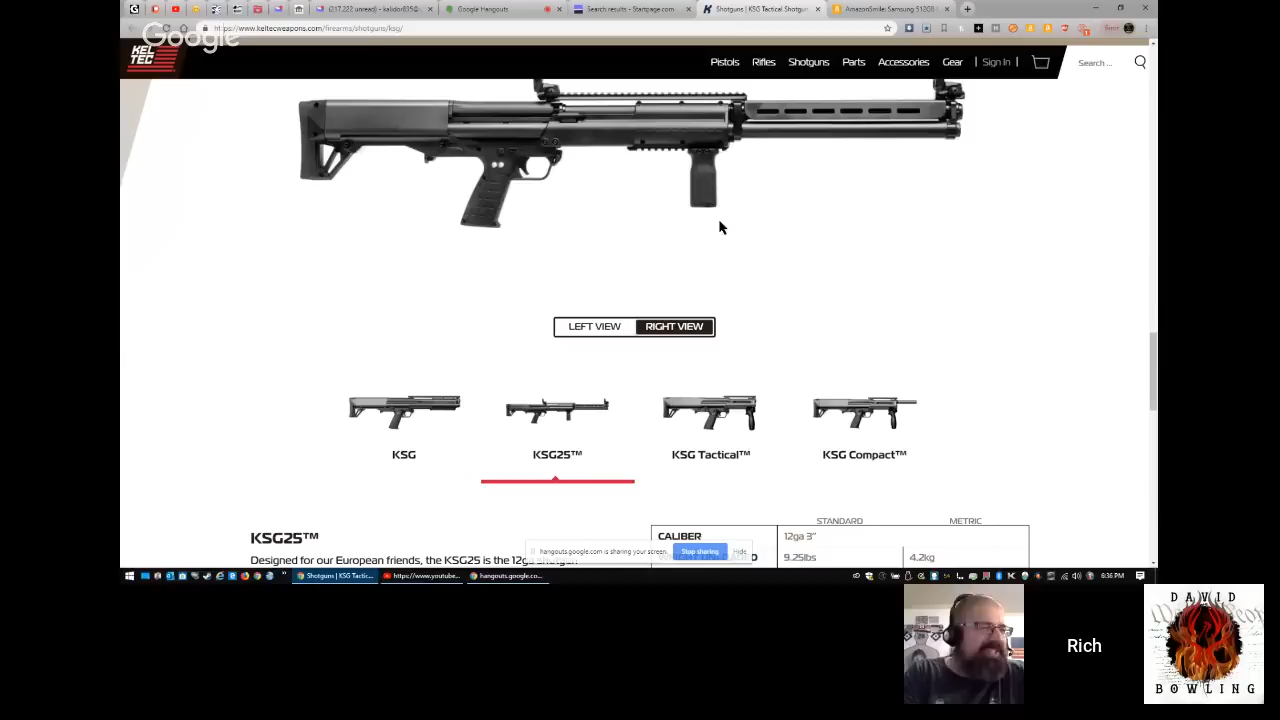 Google Hangouts
Search results - Startpage.com
Shotguns | KSG Tactical Shotgun
AmazonSmile: Samsung 512GB
https://www.keltecweapons.com/firearms/shotguns/ksg/
Google
KEL TEC
Pistols Rifles Shotguns Parts Accessories Gear | Sign In | Search ...
LEFT VIEW RIGHT VIEW
KSG KSG25™ KSG Tactical™ KSG Compact™
STANDARD METRIC
KSG25™
CALIBER 12ga 3"
Designed for our European friends, the KSG25 is the 12ga shotgun
9.25lbs 4.2kg
hangouts.google.com is sharing your screen. Stop sharing Hide
Shotguns | KSG Tactic...
https://www.youtube...
hangouts.google.co...
6:36 PM
Rich
DAVID
BOWLING